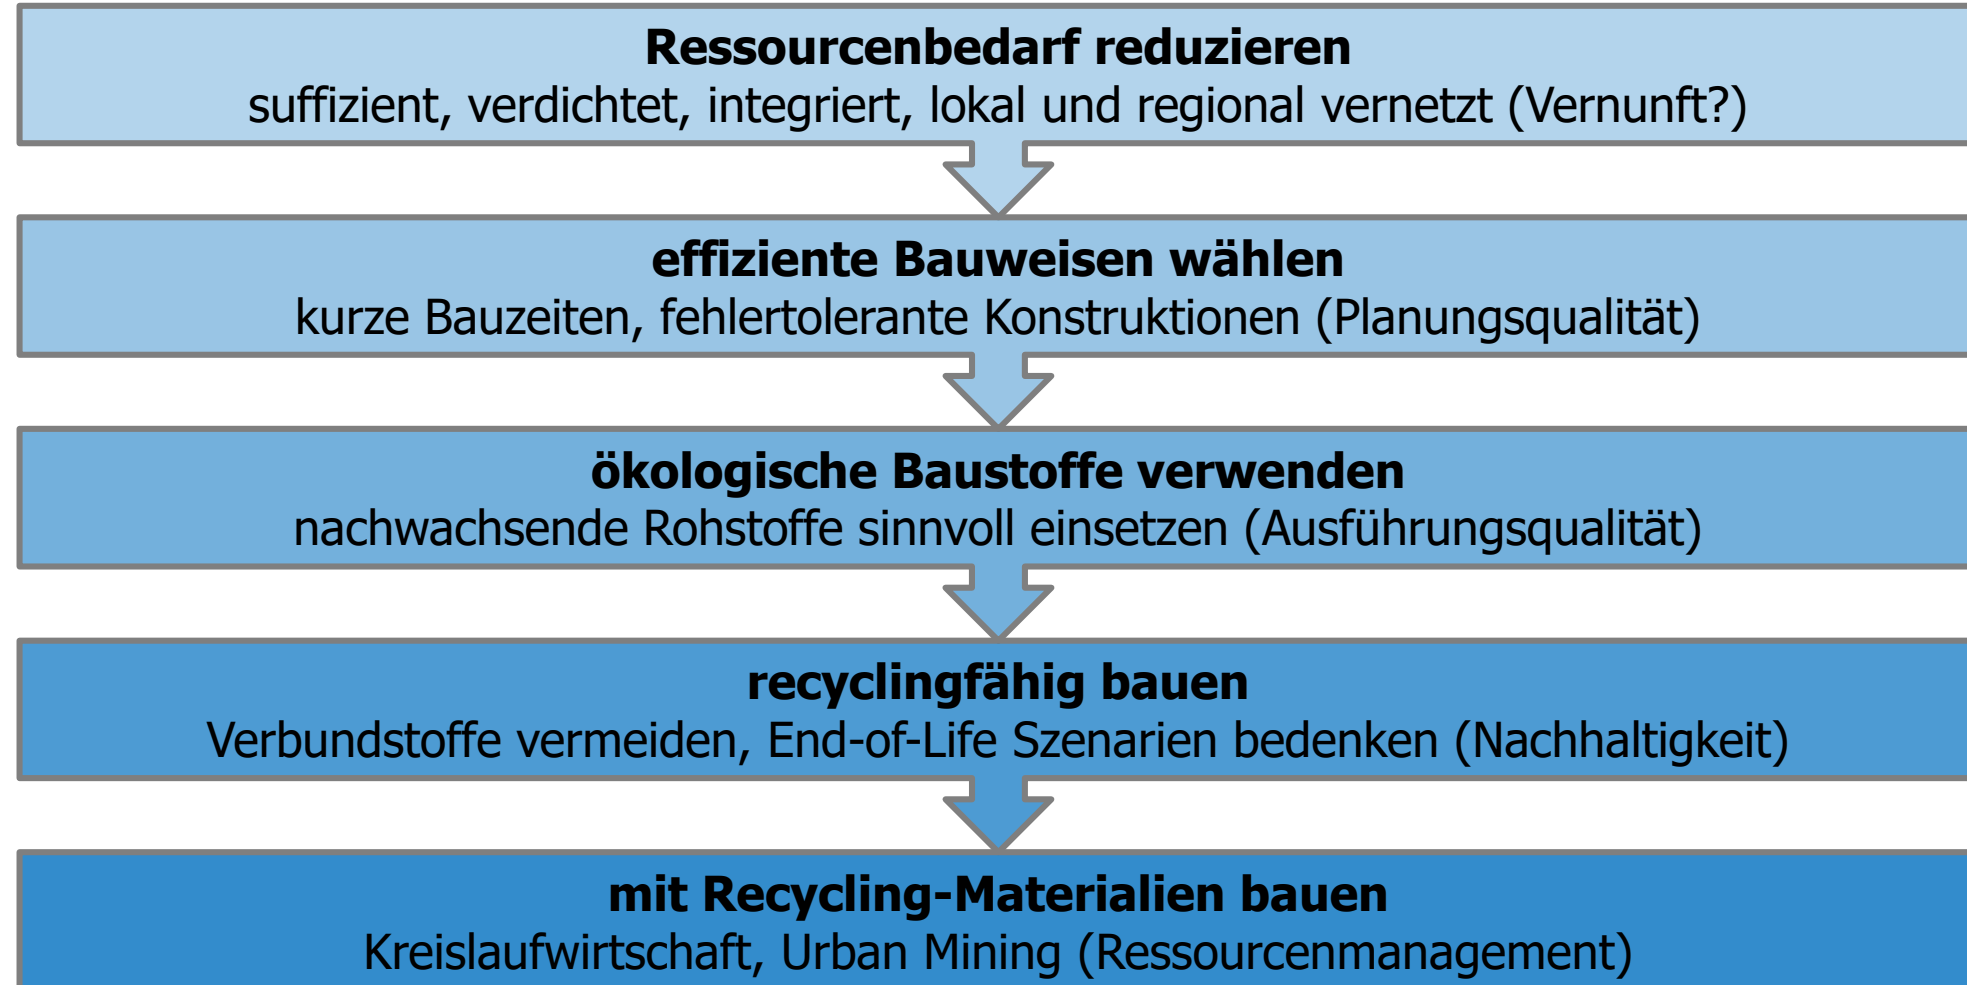 Ressourcenbedarf reduzieren
suffizient, verdichtet, integriert, lokal und regional vernetzt (Vernunft?)
effiziente Bauweisen wählen
kurze Bauzeiten, fehlertolerante Konstruktionen (Planungsqualität)
ökologische Baustoffe verwenden
nachwachsende Rohstoffe sinnvoll einsetzen (Ausführungsqualität)
recyclingfähig bauen
Verbundstoffe vermeiden, End-of-Life Szenarien bedenken (Nachhaltigkeit)
mit Recycling-Materialien bauen
Kreislaufwirtschaft, Urban Mining (Ressourcenmanagement)